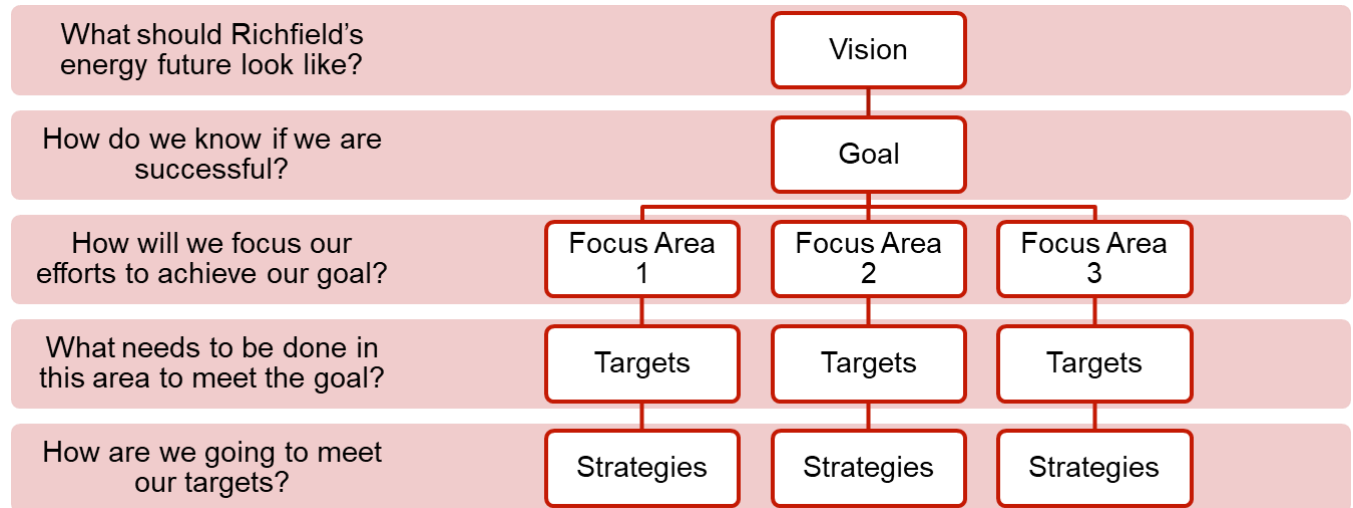 What should Richfield's
energy future look like?
Vision
How do we know if we are
successful?
Goal
How will we focus our
efforts to achieve our goal?
Focus Area
1
Focus Area
2
Focus Area
3
What needs to be done in
this area to meet the goal?
Targets
Targets
Targets
How are we going to meet
our targets?
Strategies
Strategies
Strategies